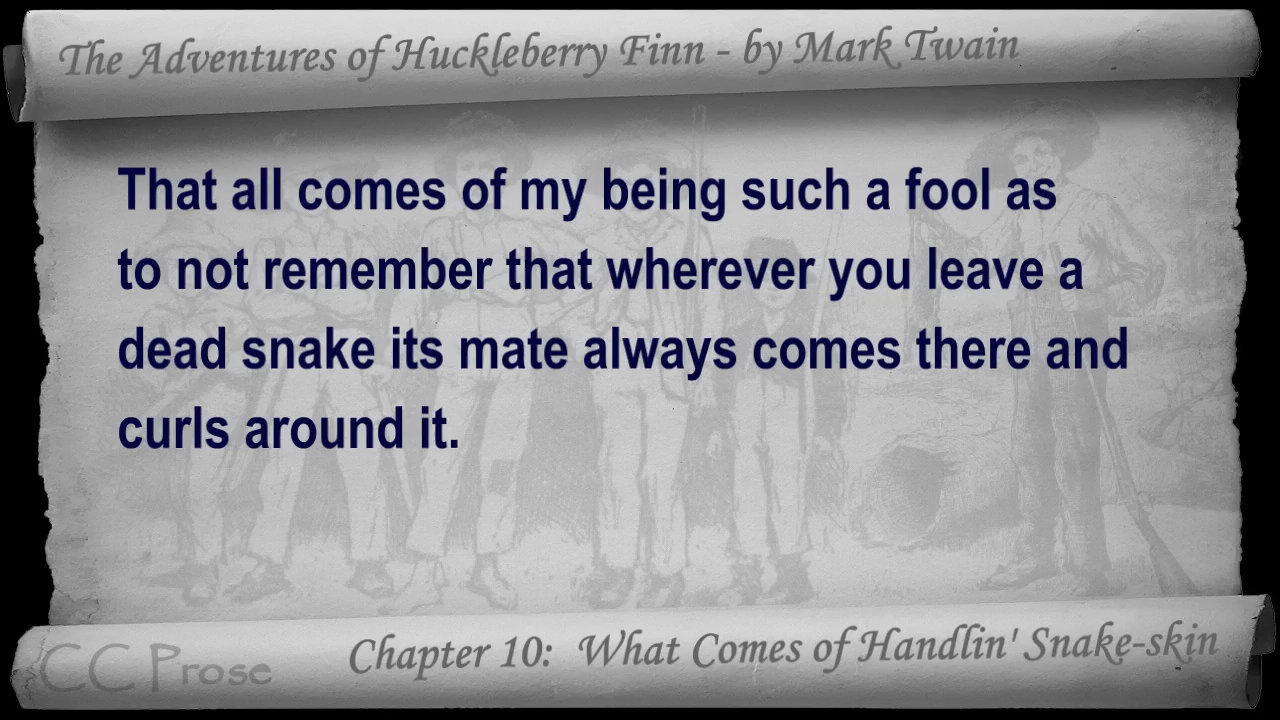 The Adventures of Huckleberry Finn - by Mark Twain
That all comes of my being such a fool as
to not remember that wherever you leave a
dead snake its mate always comes there and
curls around it.
Chapter 10: What Comes of Handlin' Snake-skin
CC Prose